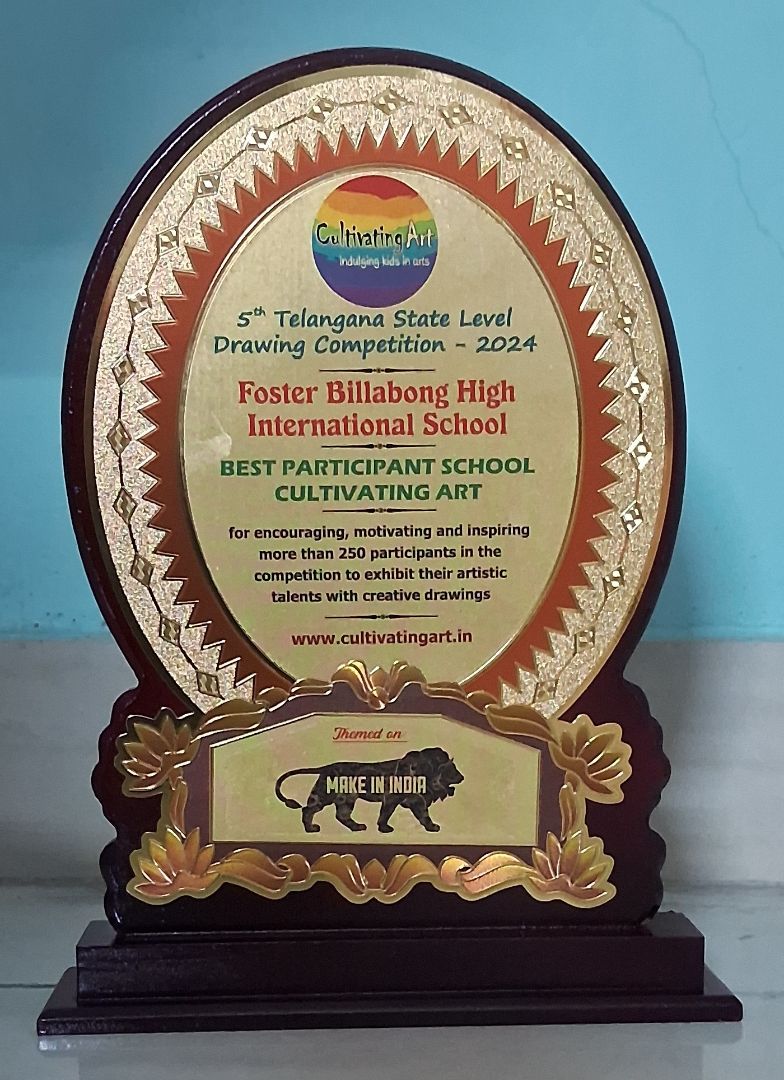 Cultivating Art
indulging kids in arts
5th Telangana State Level
Drawing Competition - 2024
Foster Billabong High
International School
BEST PARTICIPANT SCHOOL
CULTIVATING ART
for encouraging, motivating and inspiring
more than 250 participants in the
competition to exhibit their artistic
talents with creative drawings
www.cultivatingart.in
Themed on
MAKE IN INDIA